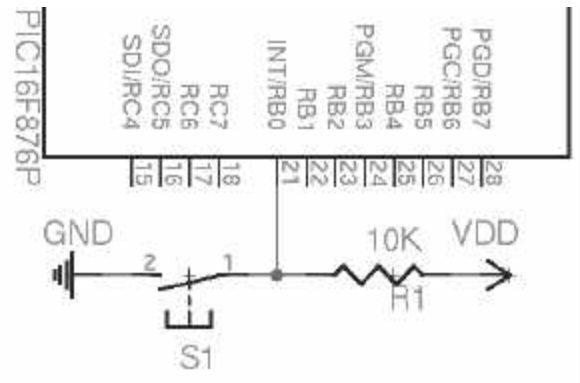 PIC16F876P
SDI/RC4
SDO/RC5
RC6
RC7
INT/RB0
RB1
RB2
PGM/RB3
RB4
RB5
PGC/RB6
PGD/RB7
15
16
17
18
21
22
23
24
25
26
27
28
GND
10K
VDD
2
1
R1
S1